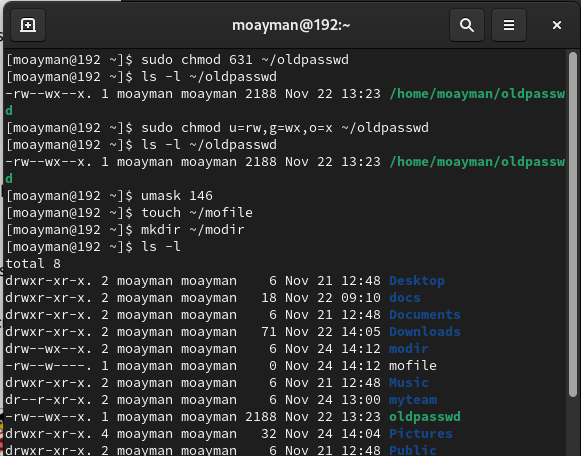 moayman@192:~
[moayman@192 ~]$ sudo chmod 631 ~/oldpasswd
[moayman@192 ~]$ ls -l ~/oldpasswd
-rw--wx--x. 1 moayman moayman 2188 Nov 22 13:23 /home/moayman/oldpassw
d
[moayman@192 ~]$ sudo chmod u=rw,g=wx,o=x ~/oldpasswd
[moayman@192 ~]$ ls -l ~/oldpasswd
-rw--wx--x. 1 moayman moayman 2188 Nov 22 13:23 /home/moayman/oldpassw
d
[moayman@192 ~]$ umask 146
[moayman@192 ~]$ touch ~/mofile
[moayman@192 ~]$ mkdir ~/modir
[moayman@192 ~]$ ls -l
total 8
drwxr-xr-x. 2 moayman moayman    6 Nov 21 12:48 Desktop
drwxr-xr-x. 2 moayman moayman   18 Nov 22 09:10 docs
drwxr-xr-x. 2 moayman moayman    6 Nov 21 12:48 Documents
drwxr-xr-x. 2 moayman moayman   71 Nov 22 14:05 Downloads
drw--wx--x. 2 moayman moayman    6 Nov 24 14:12 modir
-rw--w----. 1 moayman moayman    0 Nov 24 14:12 mofile
drwxr-xr-x. 2 moayman moayman    6 Nov 21 12:48 Music
dr--r-xr-x. 2 moayman moayman    6 Nov 24 13:00 myteam
-rw--wx--x. 1 moayman moayman 2188 Nov 22 13:23 oldpasswd
drwxr-xr-x. 4 moayman moayman   32 Nov 24 14:04 Pictures
drwxr-xr-x. 2 moayman moayman    6 Nov 21 12:48 Public